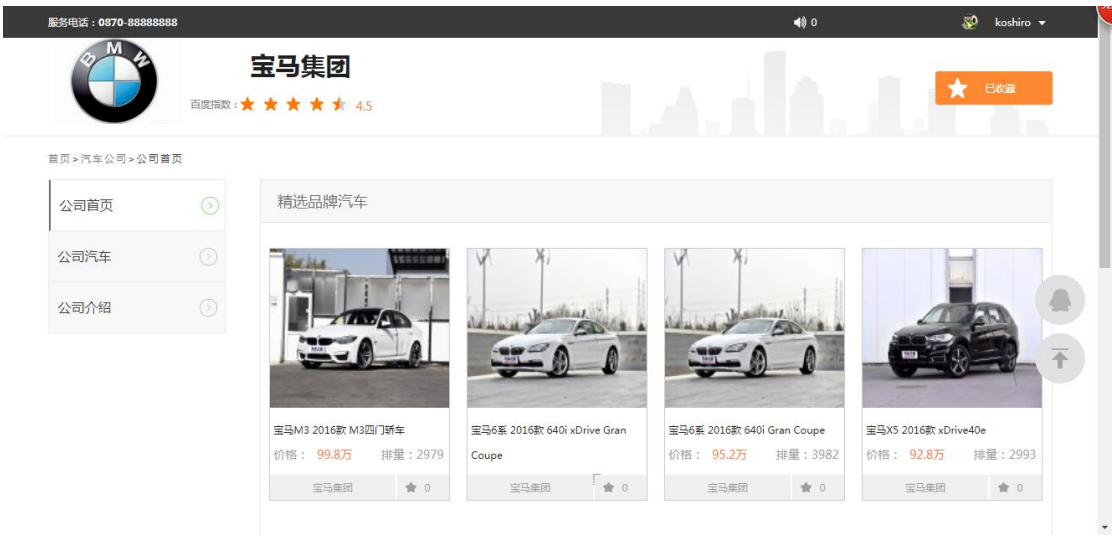 服务电话：0870-88888888
0
koshiro
BMW
宝马集团
百度指数：
4.5
已收藏
首页>汽车公司>公司首页
公司首页
公司汽车
公司介绍
精选品牌汽车
宝马M3 2016款 M3四门轿车
价格： 99.8万 排量：2979
宝马集团 0
宝马6系 2016款 640i xDrive Gran
Coupe
宝马集团 0
宝马6系 2016款 640i Gran Coupe
价格： 95.2万 排量：3982
宝马集团 0
宝马X5 2016款 xDrive40e
价格： 92.8万 排量：2993
宝马集团 0